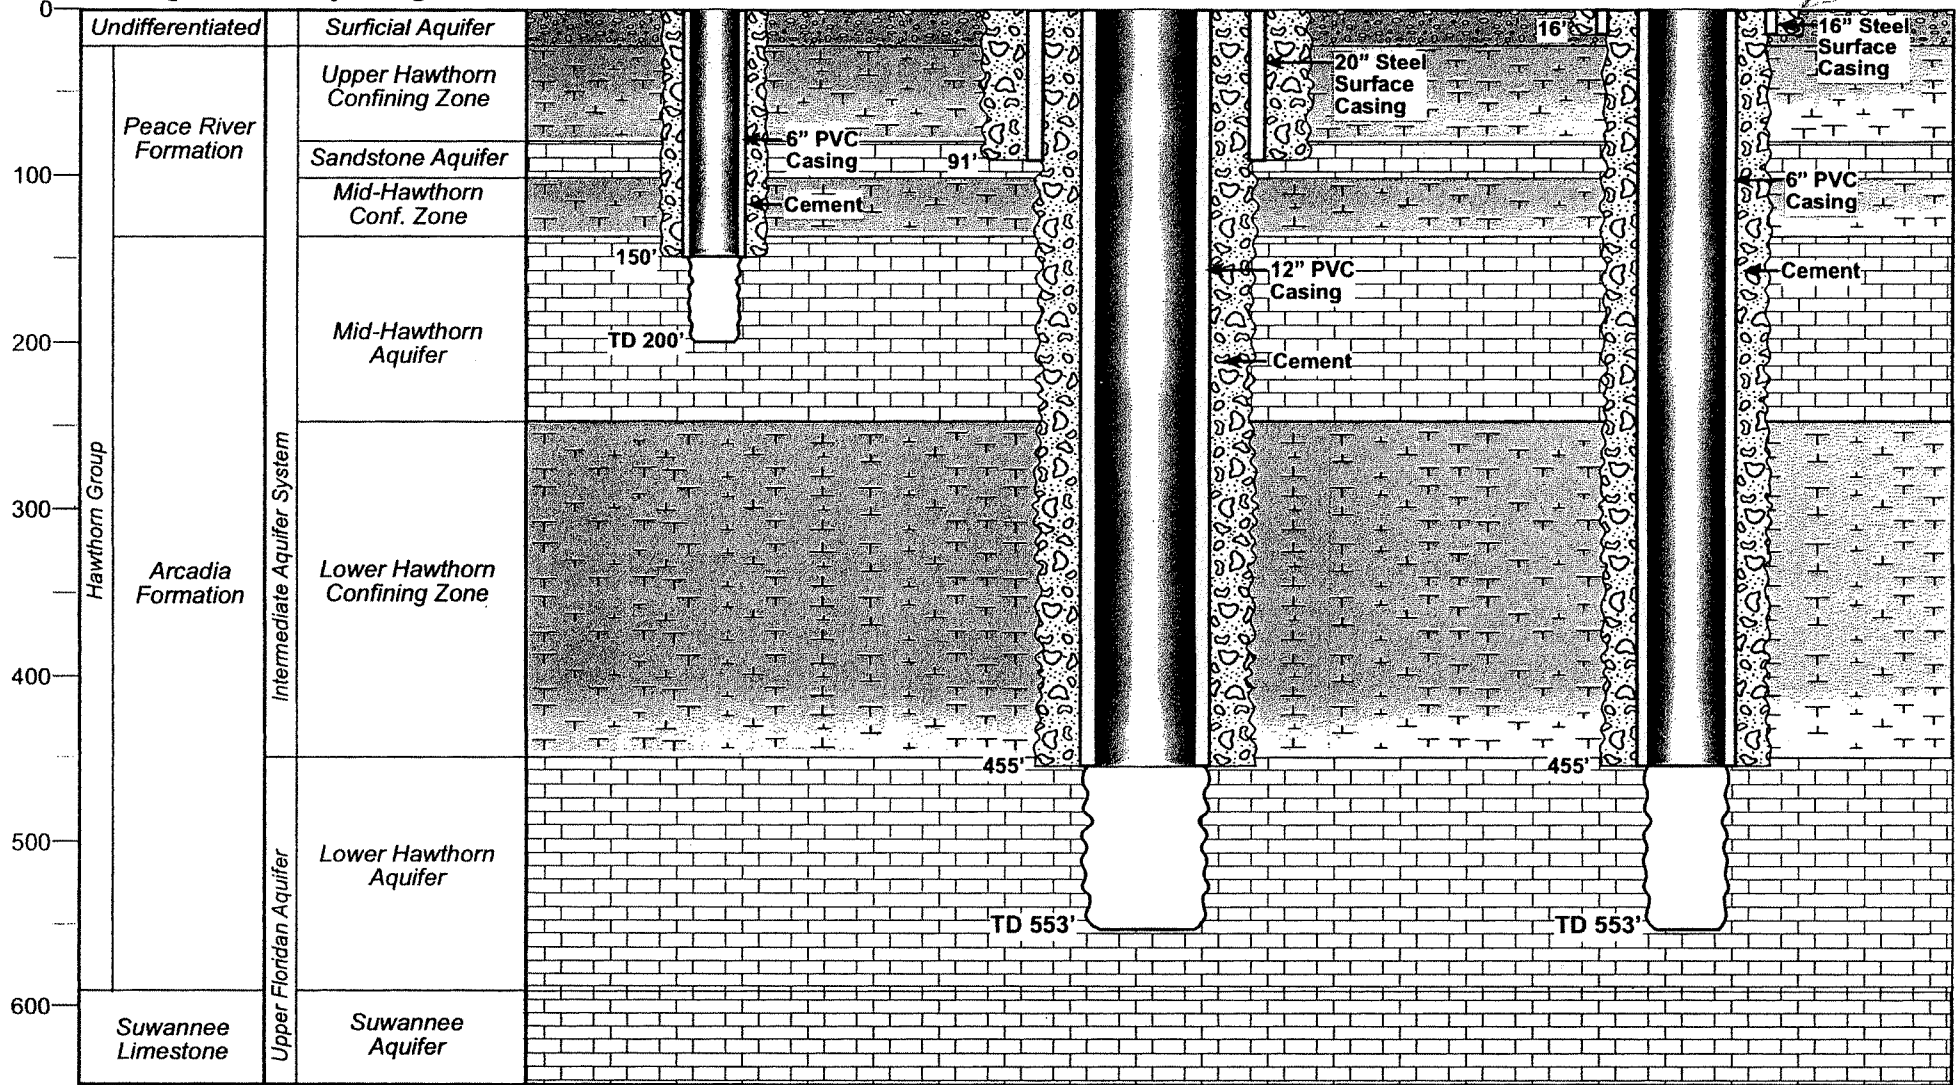 0
100
200
300
400
500
600
Undifferentiated
Hawthorn Group
Peace River
Formation
Arcadia
Formation
Suwannee
Limestone
Intermediate Aquifer System
Upper Floridan Aquifer
Surficial Aquifer
Upper Hawthorn
Confining Zone
Sandstone Aquifer
Mid-Hawthorn
Conf. Zone
Mid-Hawthorn
Aquifer
Lower Hawthorn
Confining Zone
Lower Hawthorn
Aquifer
Suwannee
Aquifer
6” PVC
Casing
Cement
150’
TD 200’
91’
20” Steel
Surface
Casing
12” PVC
Casing
Cement
455’
TD 553’
16’
16” Steel
Surface
Casing
6” PVC
Casing
Cement
455’
TD 553’